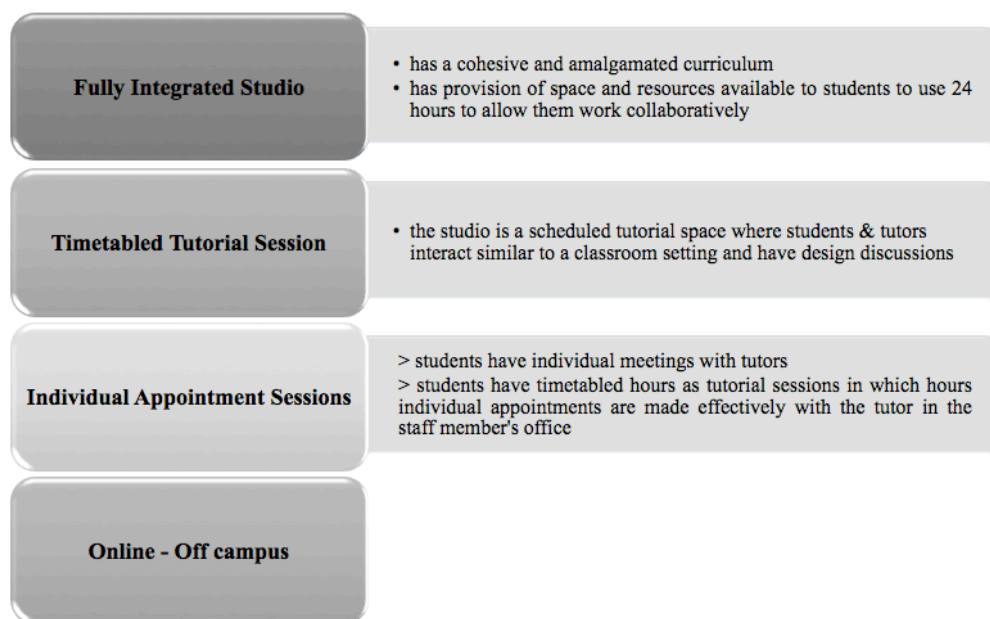 Fully Integrated Studio
• has a cohesive and amalgamated curriculum
• has provision of space and resources available to students to use 24
hours to allow them work collaboratively
Timetabled Tutorial Session
• the studio is a scheduled tutorial space where students & tutors
interact similar to a classroom setting and have design discussions
Individual Appointment Sessions
> students have individual meetings with tutors
> students have timetabled hours as tutorial sessions in which hours
individual appointments are made effectively with the tutor in the
staff member's office
Online - Off campus